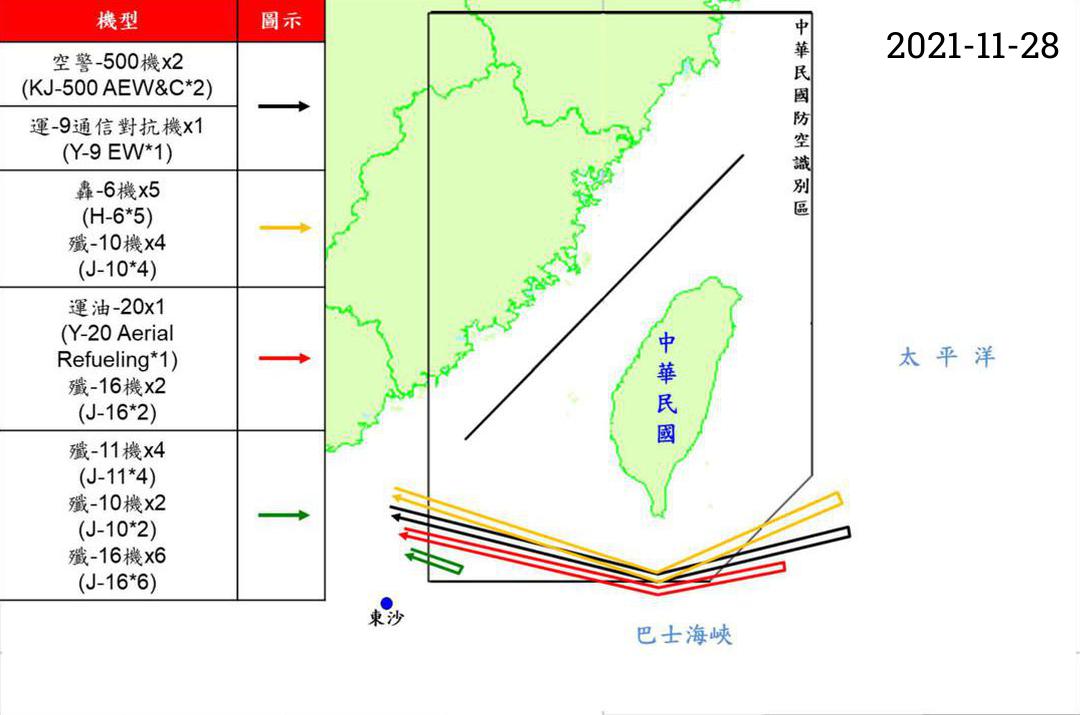 機型
圖示
空警-500機x2
(KJ-500 AEW&C*2)
運-9通信對抗機x1
(Y-9 EW*1)
轟-6機x5
(H-6*5)
殲-10機x4
(J-10*4)
運油-20x1
(Y-20 Aerial
Refueling*1)
殲-16機x2
(J-16*2)
殲-11機x4
(J-11*4)
殲-10機x2
(J-10*2)
殲-16機x6
(J-16*6)
中華民國防空識別區
2021-11-28
中華民國
太平洋
東沙
巴士海峽